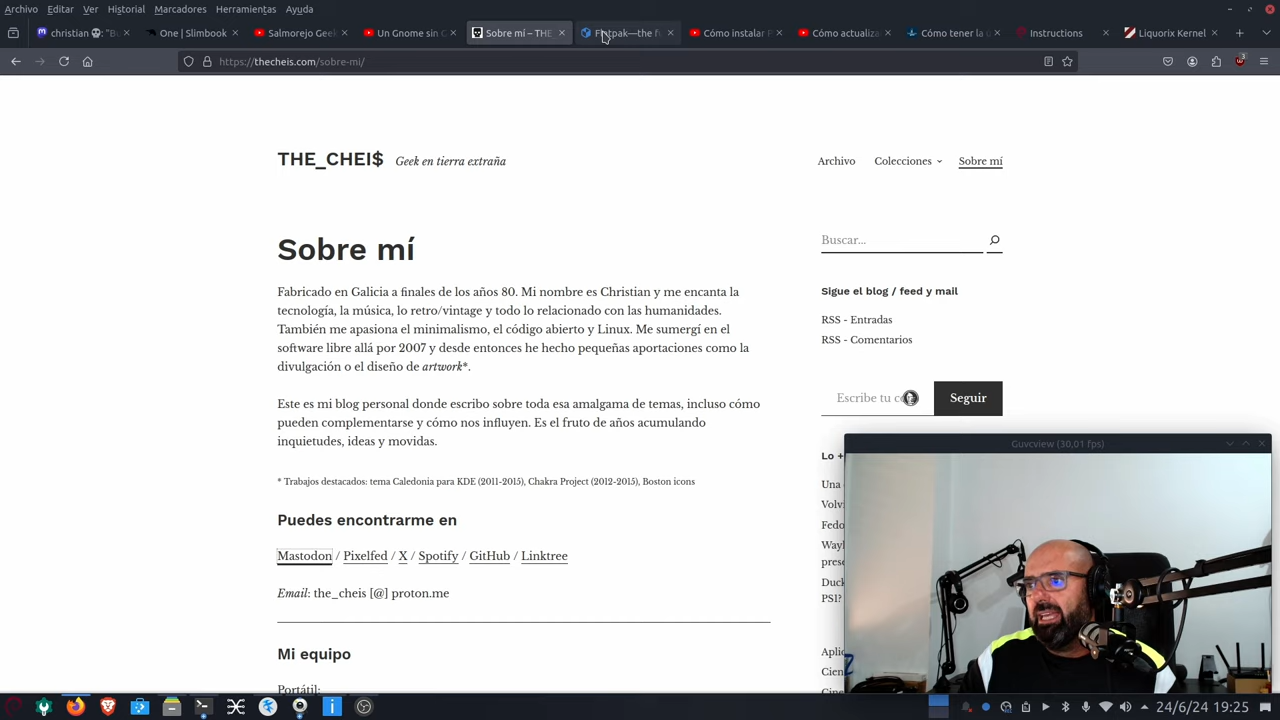 Archivo Editar Ver Historial Marcadores Herramientas Ayuda
christian 💀: "Bu
One | Slimbook
Salmorejo Geek
Un Gnome sin G
Sobre mí – THE
Flatpak—the fu
Cómo instalar P
Cómo actualiza
Cómo tener la ú
Instructions
Liquorix Kernel
https://thecheis.com/sobre-mi/
3
THE_CHEI$ Geek en tierra extraña
Archivo Colecciones Sobre mí
Sobre mí
Fabricado en Galicia a finales de los años 80. Mi nombre es Christian y me encanta la
tecnología, la música, lo retro/vintage y todo lo relacionado con las humanidades.
También me apasiona el minimalismo, el código abierto y Linux. Me sumergí en el
software libre allá por 2007 y desde entonces he hecho pequeñas aportaciones como la
divulgación o el diseño de artwork*.
Este es mi blog personal donde escribo sobre toda esa amalgama de temas, incluso cómo
pueden complementarse y cómo nos influyen. Es el fruto de años acumulando
inquietudes, ideas y movidas.
* Trabajos destacados: tema Caledonia para KDE (2011-2015), Chakra Project (2012-2015), Boston icons
Puedes encontrarme en
Mastodon / Pixelfed / X / Spotify / GitHub / Linktree
Email: the_cheis [@] proton.me
Mi equipo
Portátil:
Buscar...
Sigue el blog / feed y mail
RSS - Entradas
RSS - Comentarios
Escribe tu co
Seguir
Lo +
Una
Volvi
Fedo
Wayl
prese
Duck
PS1?
Aplic
Cien
Guvcview (30,01 fps)
24/6/24 19:25